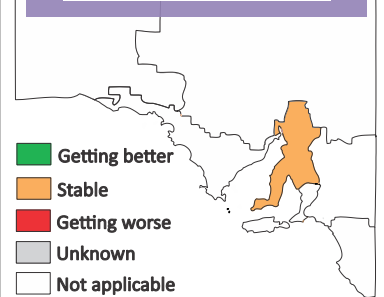 Getting better
Stable
Getting worse
Unknown
Not applicable